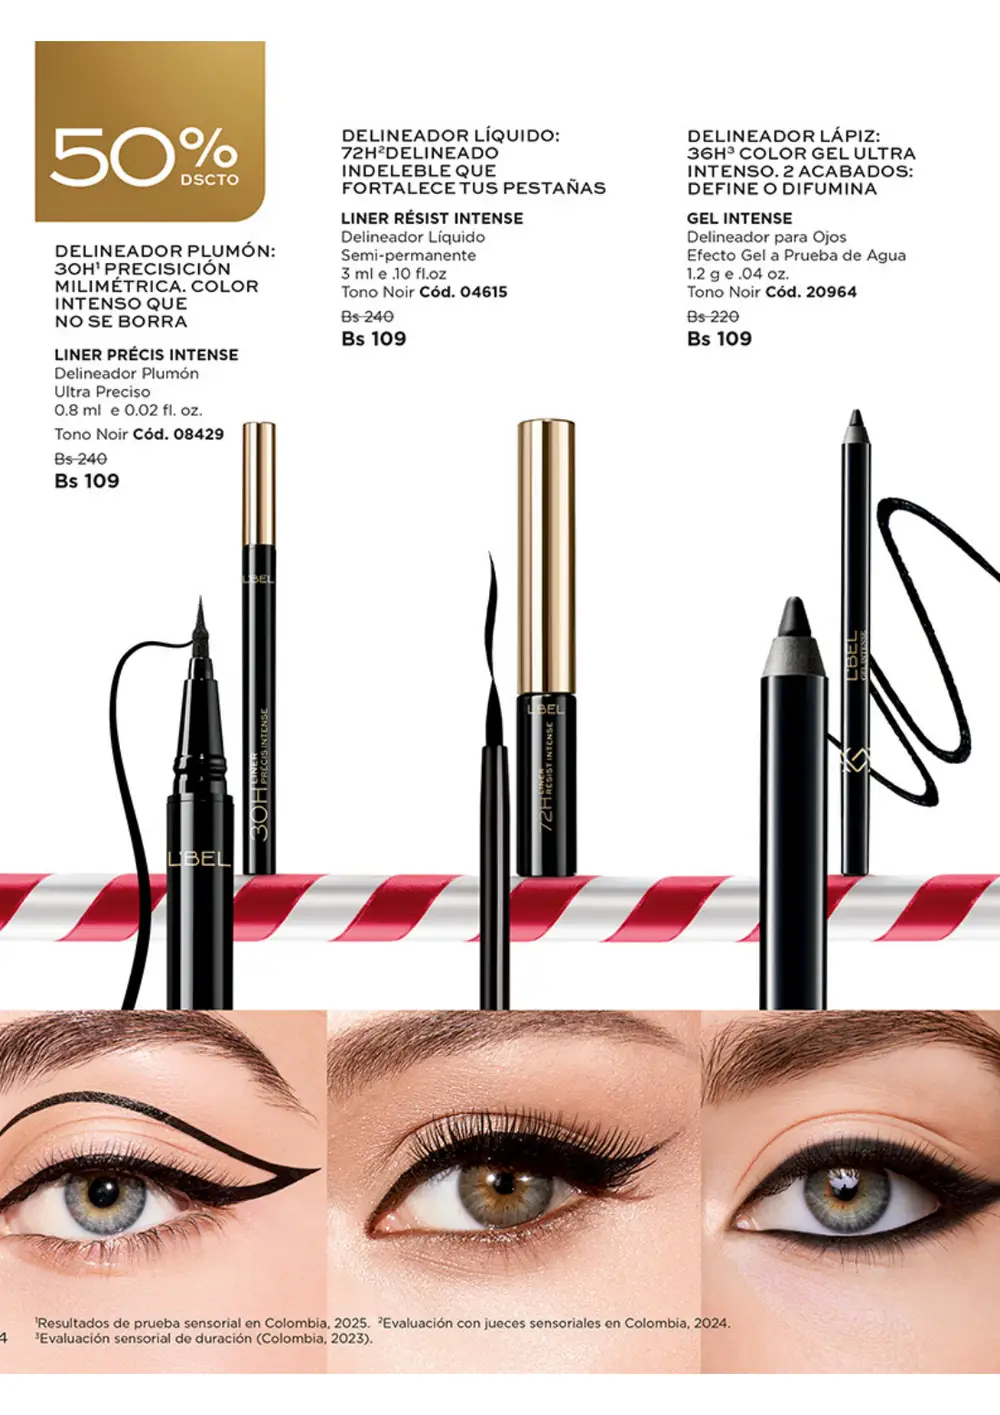 50%
DSCTO
DELINEADOR PLUMÓN:
30H¹ PRECISICIÓN
MILIMÉTRICA. COLOR
INTENSO QUE
NO SE BORRA
LINER PRÉCIS INTENSE
Delineador Plumón
Ultra Preciso
0.8 ml e 0.02 fl. oz.
Tono Noir Cód. 08429
Bs 240
Bs 109
DELINEADOR LÍQUIDO:
72H²DELINEADO
INDELEBLE QUE
FORTALECE TUS PESTAÑAS
LINER RÉSIST INTENSE
Delineador Líquido
Semi-permanente
3 ml e .10 fl.oz
Tono Noir Cód. 04615
Bs 240
Bs 109
DELINEADOR LÁPIZ:
36H³ COLOR GEL ULTRA
INTENSO. 2 ACABADOS:
DEFINE O DIFUMINA
GEL INTENSE
Delineador para Ojos
Efecto Gel a Prueba de Agua
1.2 g e .04 oz.
Tono Noir Cód. 20964
Bs 220
Bs 109
L'BEL
30H LINER
PRÉCIS INTENSE
L'BEL
L'BEL
72H LINER
RÉSIST INTENSE
L'BEL
GEL INTENSE
¹Resultados de prueba sensorial en Colombia, 2025. ²Evaluación con jueces sensoriales en Colombia, 2024.
³Evaluación sensorial de duración (Colombia, 2023).
4